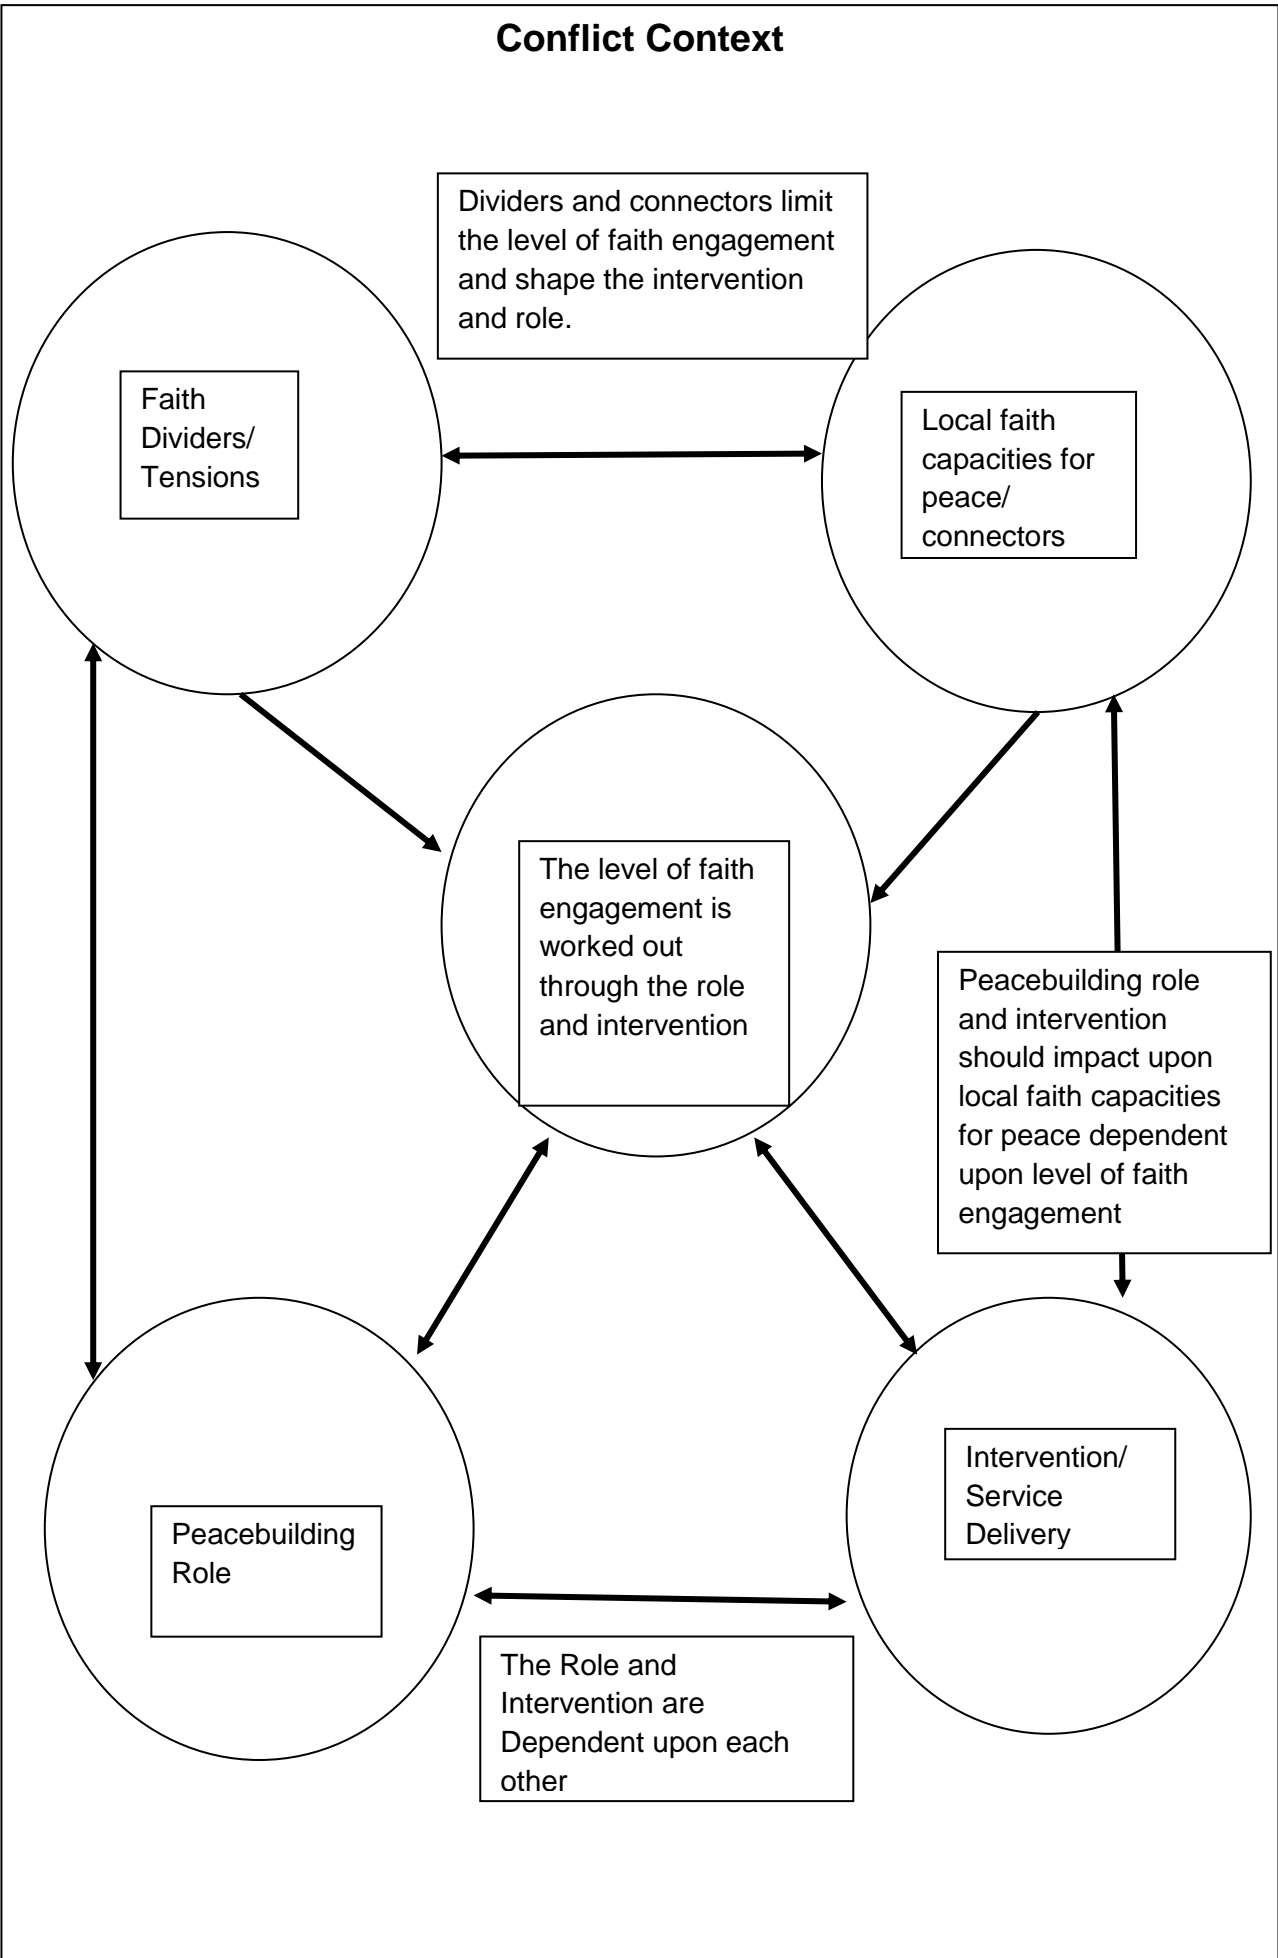 Conflict Context
Dividers and connectors limit
the level of faith engagement
and shape the intervention
and role.
Faith
Dividers/
Tensions
Local faith
capacities for
peace/
connectors
The level of faith
engagement is
worked out
through the role
and intervention
Peacebuilding role
and intervention
should impact upon
local faith capacities
for peace dependent
upon level of faith
engagement
Peacebuilding
Role
Intervention/
Service
Delivery
The Role and
Intervention are
Dependent upon each
other